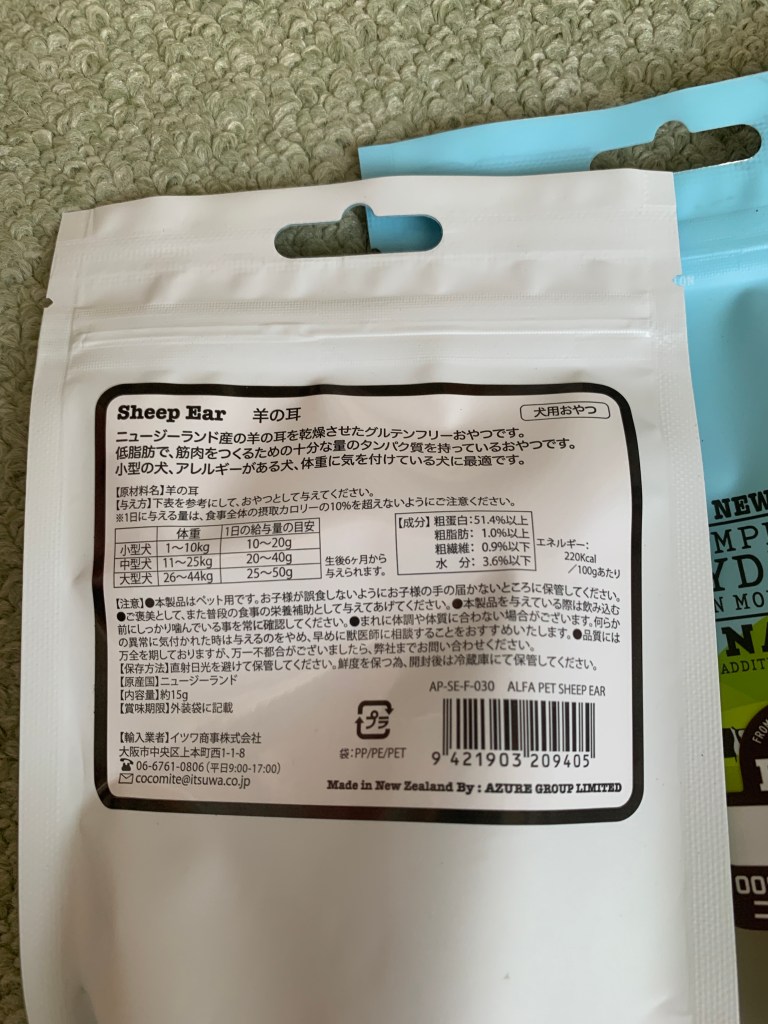 Sheep Ear 羊の耳
犬用おやつ
ニュージーランド産の羊の耳を乾燥させたグルテンフリーおやつです。
低脂肪で、筋肉をつくるための十分な量のタンパク質を持っているおやつです。
小型の犬、アレルギーがある犬、体重に気を付けている犬に最適です。
【原材料名】羊の耳
【与え方】下表を参考にして、おやつとして与えてください。
※1日に与える量は、食事全体の摂取カロリーの10%を超えないようにご注意ください。
体重 1日の給与量の目安
小型犬 1〜10kg 10〜20g
中型犬 11〜25kg 20〜40g
大型犬 26〜44kg 25〜50g
生後6ヶ月から
与えられます。
【成分】粗蛋白:51.4%以上
粗脂肪: 1.0%以上
粗繊維: 0.9%以下
水 分: 3.6%以下
エネルギー:
220Kcal
/100gあたり
【注意】●本製品はペット用です。お子様が誤食しないようにお子様の手の届かないところに保管してください。
●ご褒美として、また普段の食事の栄養補助として与えてあげてください。●本製品を与えている際は飲み込む
前にしっかり噛んでいる事を常に確認してください。●まれに体調や体質に合わない場合がございます。何らか
の異常に気付かれた時は与えるのをやめ、早めに獣医師に相談することをおすすめいたします。●品質には
万全を期しておりますが、万一不都合がございましたら、弊社までお問い合わせください。
【保存方法】直射日光を避けて保管してください。鮮度を保つ為、開封後は冷蔵庫にて保管してください。
【原産国】ニュージーランド
【内容量】約15g
【賞味期限】外装袋に記載
AP-SE-F-030 ALFA PET SHEEP EAR
プラ
袋:PP/PE/PET
9 421903 209405
【輸入業者】イツワ商事株式会社
大阪市中央区上本町西1-1-8
06-6761-0806(平日9:00-17:00)
cocomite@itsuwa.co.jp
Made in New Zealand By : AZURE GROUP LIMITED
NEW
MP
YD
N MO
NA
ADDIT
FROM